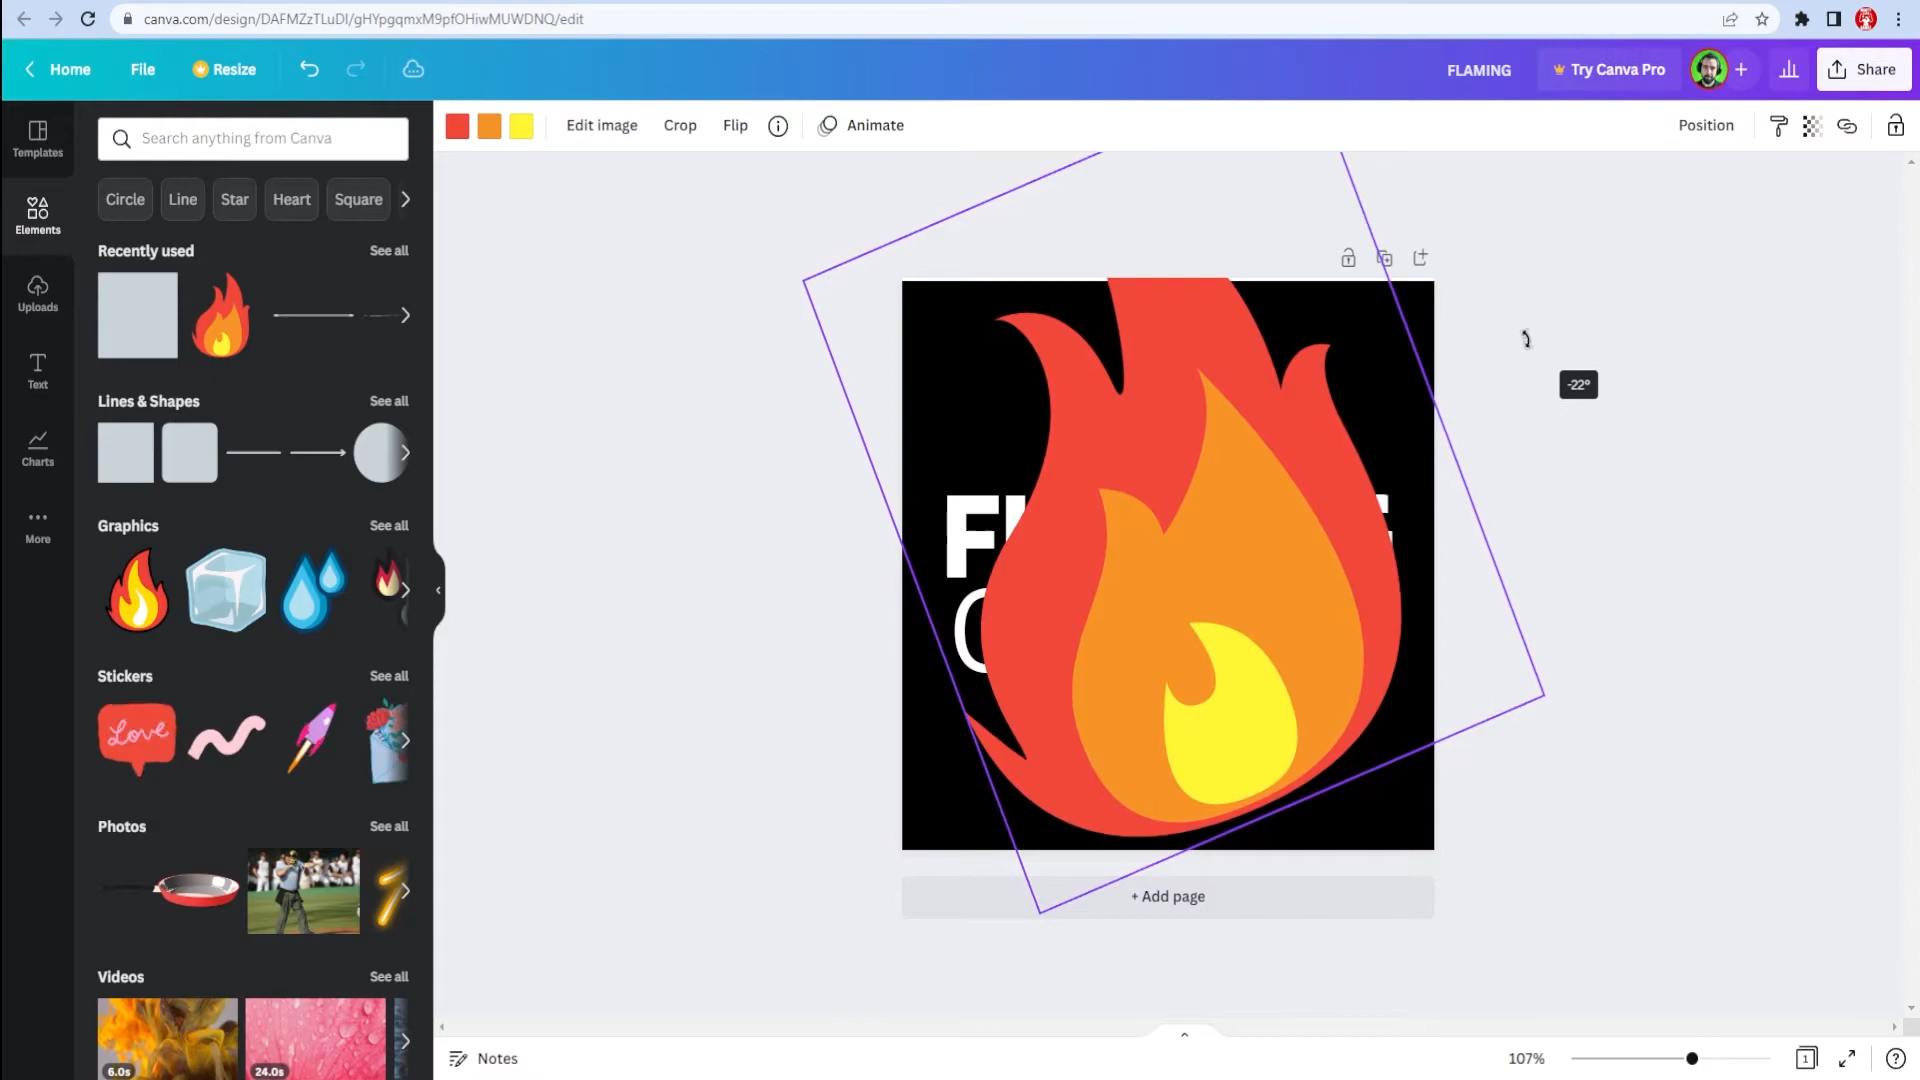 canva.com/design/DAFMZzTLuDI/gHYpgqmxM9pfOHiwMUWDNQ/edit
Home File Resize FLAMING Try Canva Pro Share
Templates
Elements
Uploads
Text
Charts
More
Search anything from Canva
Circle Line Star Heart Square
Recently used See all
Lines & Shapes See all
Graphics See all
Stickers See all
Love
Photos See all
Videos See all
6.0s 24.0s
Edit image Crop Flip Animate Position
-22°
+ Add page
Notes 107% 1